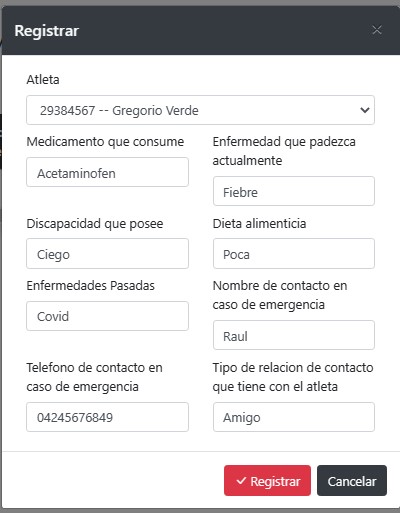 Registrar
Atleta
29384567 -- Gregorio Verde
Medicamento que consume
Acetaminofen
Enfermedad que padezca
actualmente
Fiebre
Discapacidad que posee
Ciego
Dieta alimenticia
Poca
Enfermedades Pasadas
Covid
Nombre de contacto en
caso de emergencia
Raul
Telefono de contacto en
caso de emergencia
04245676849
Tipo de relacion de contacto
que tiene con el atleta
Amigo
Registrar
Cancelar